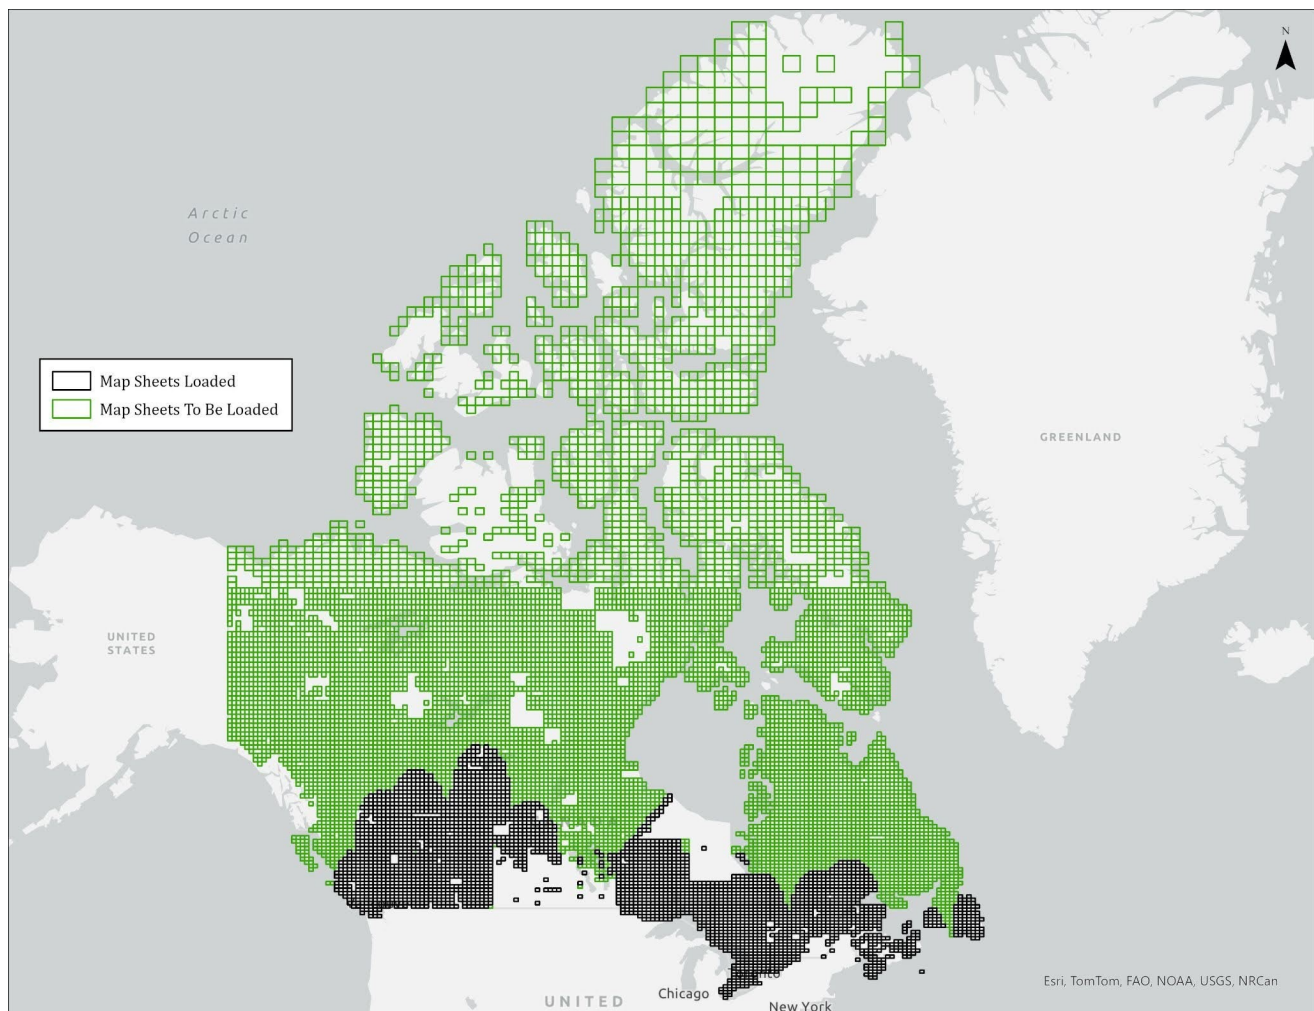 N
Arctic
Ocean
Map Sheets Loaded
Map Sheets To Be Loaded
GREENLAND
UNITED
STATES
Chicago
UNITED
New York
Esri, TomTom, FAO, NOAA, USGS, NRCan